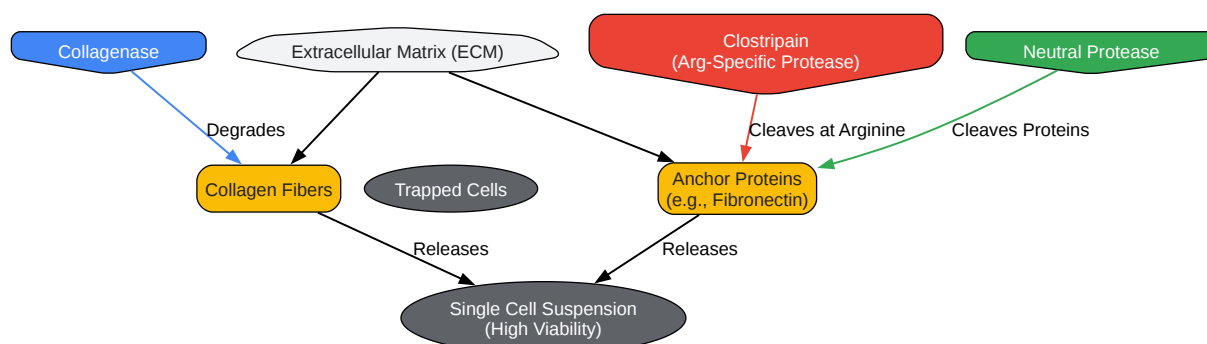 Collagenase
Extracellular Matrix (ECM)
Clostripain
(Arg-Specific Protease)
Neutral Protease
Degrades
Cleaves at Arginine
Cleaves Proteins
Collagen Fibers
Trapped Cells
Anchor Proteins
(e.g., Fibronectin)
Releases
Releases
Single Cell Suspension
(High Viability)